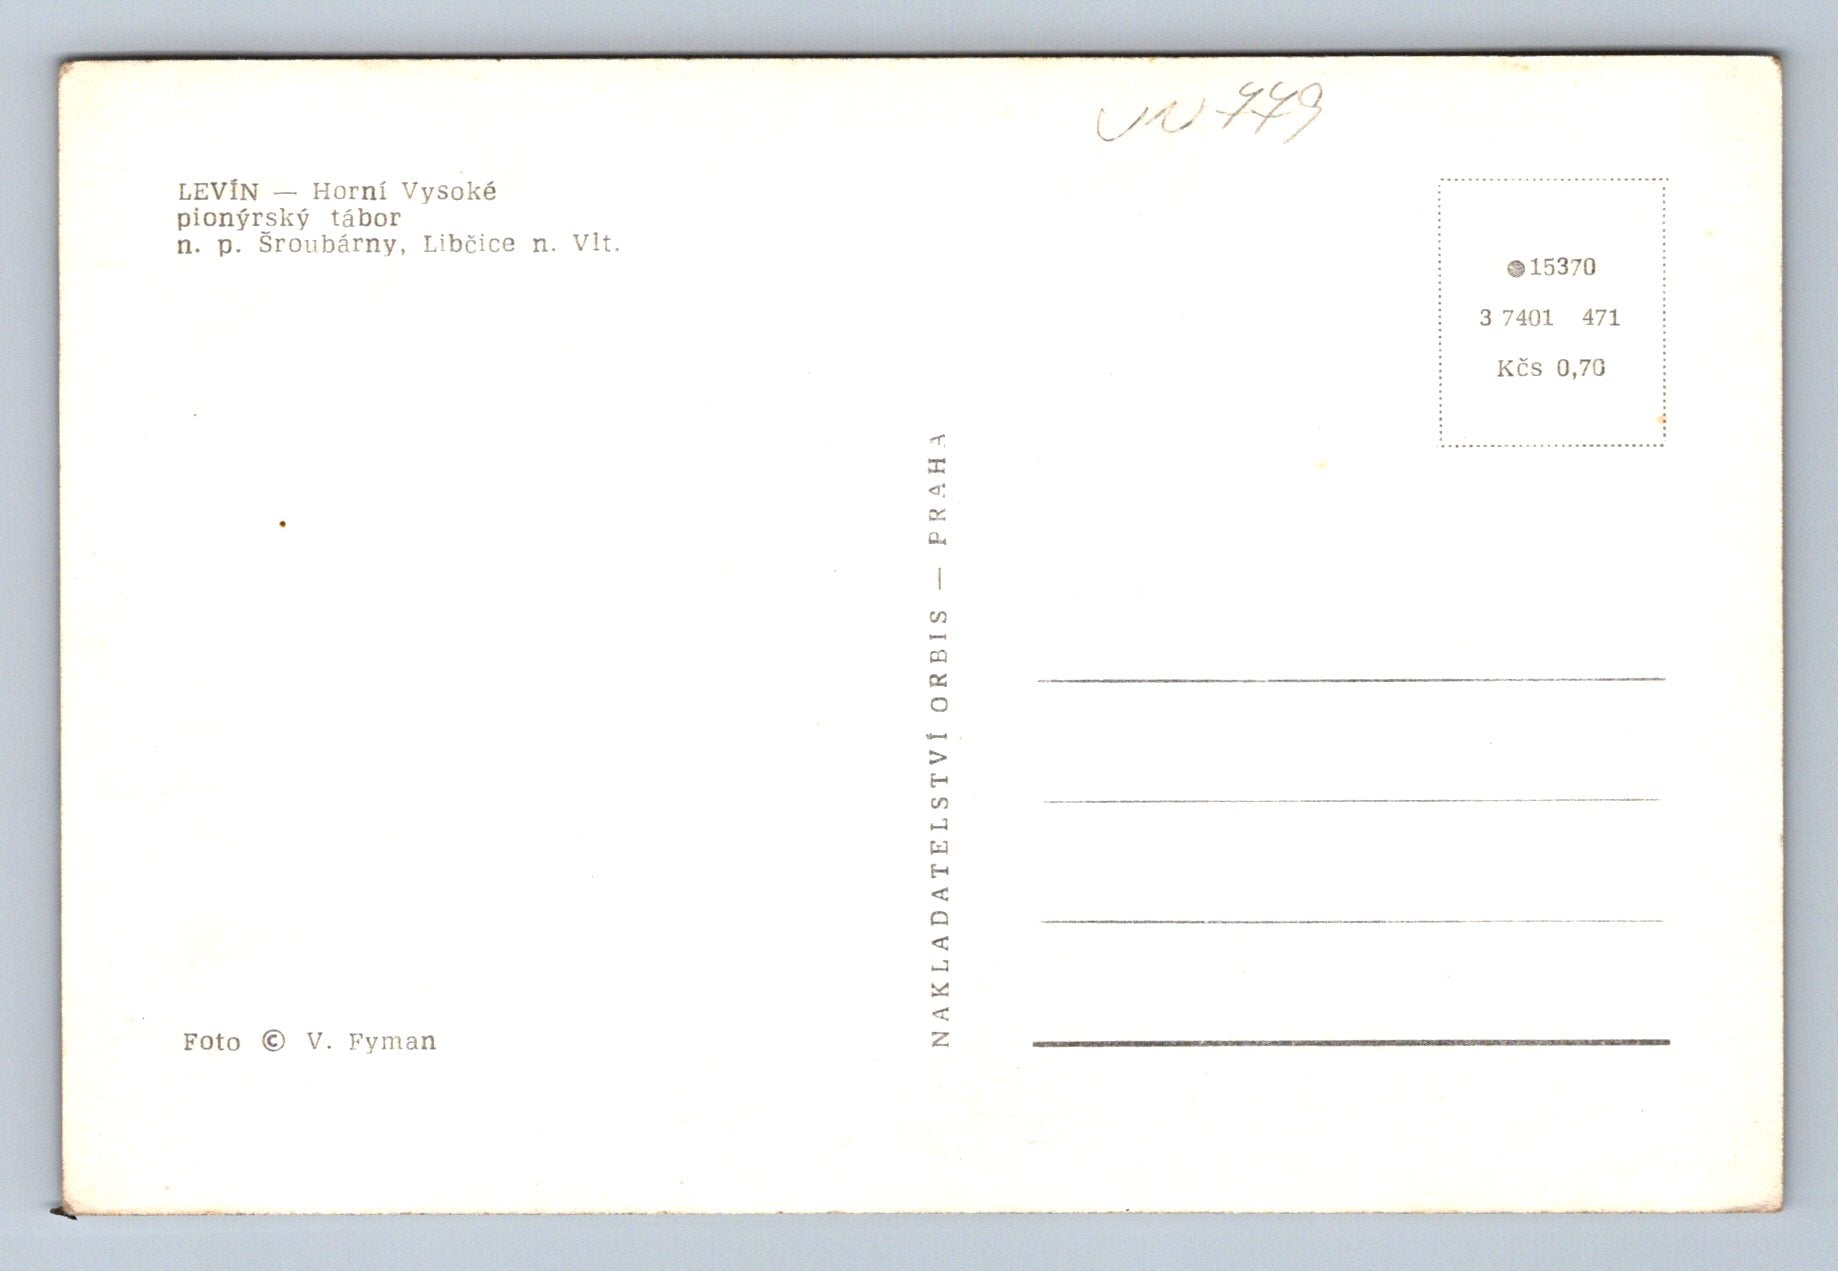 LEVÍN — Horní Vysoké
pionýrský tábor
n. p. Šroubárny, Libčice n. Vlt.
15370
3 7401 471
Kčs 0,70
NAKLADATELSTVÍ ORBIS — PRAHA
Foto © V. Fyman